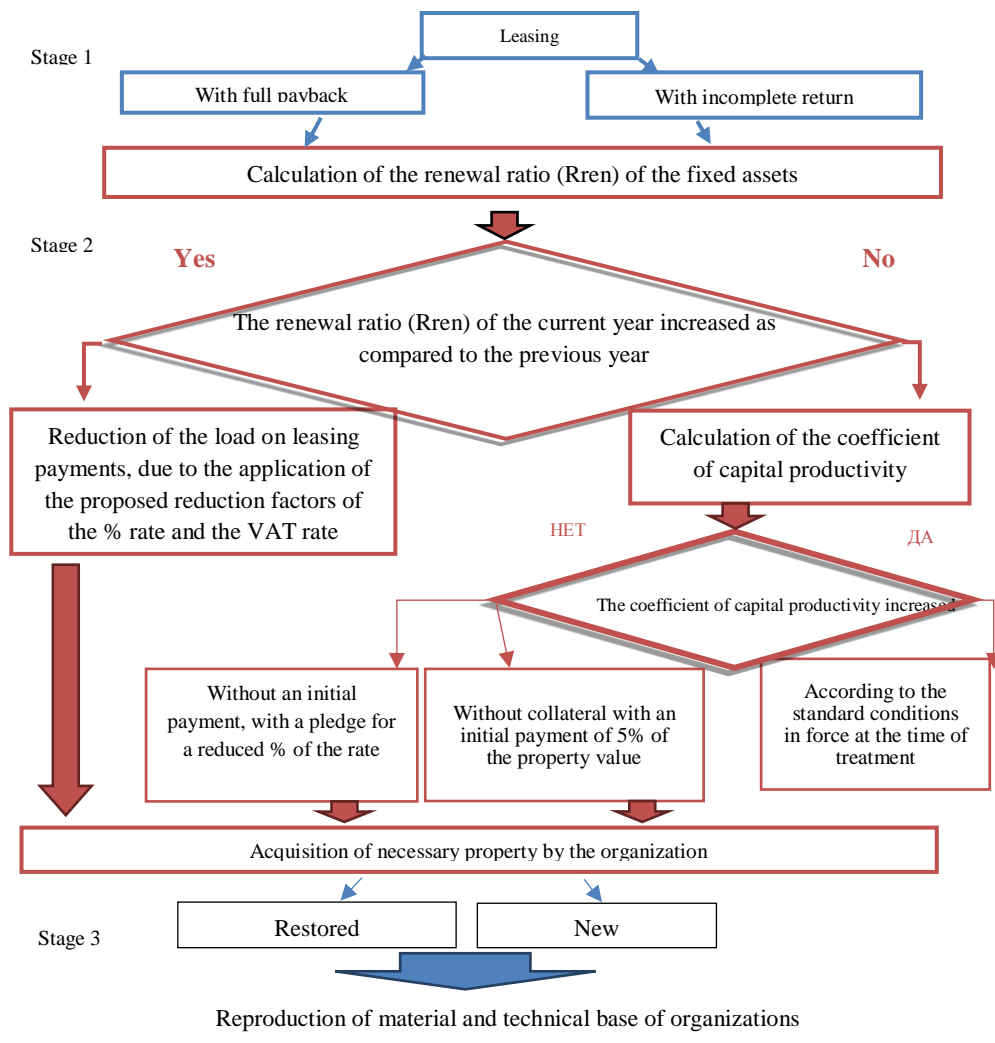 Leasing
Stage 1
With full payback
With incomplete return
Calculation of the renewal ratio (Rren) of the fixed assets
Stage 2
Yes
No
The renewal ratio (Rren) of the current year increased as
compared to the previous year
Reduction of the load on leasing
payments, due to the application of
the proposed reduction factors of
the % rate and the VAT rate
Calculation of the coefficient
of capital productivity
НЕТ
ДА
The coefficient of capital productivity increased
Without an initial
payment, with a pledge for
a reduced % of the rate
Without collateral with an
initial payment of 5% of
the property value
According to the
standard conditions
in force at the time of
treatment
Acquisition of necessary property by the organization
Stage 3
Restored
New
Reproduction of material and technical base of organizations